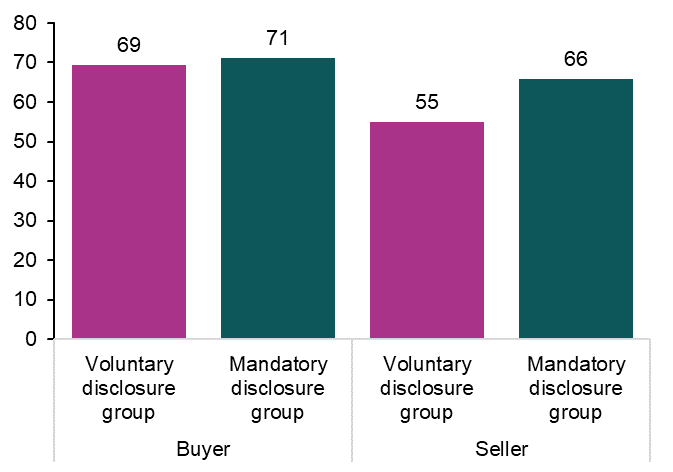 80
70
60
50
40
30
20
10
0
69
71
55
66
Voluntary
disclosure
group
Mandatory
disclosure
group
Voluntary
disclosure
group
Mandatory
disclosure
group
Buyer
Seller